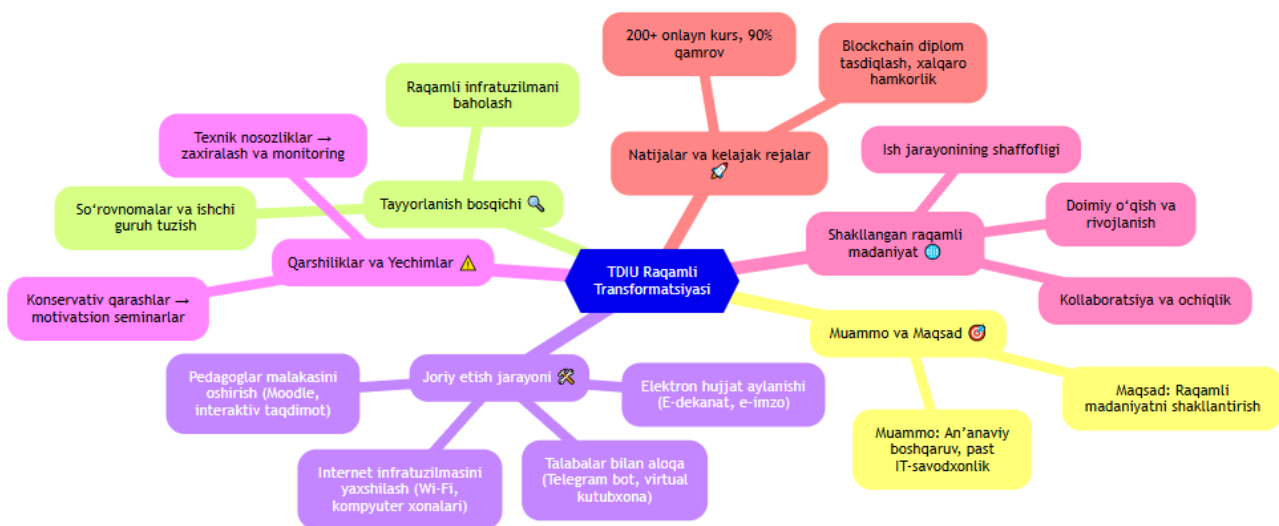 200+ onlayn kurs, 90%
qamrov
Blockchain diplom
tasdiqlash, xalqaro
hamkorlik
Natijalar va kelajak rejalar 🚀
Raqamli infratuzilmani
baholash
So‘rovnomalar va ishchi
guruh tuzish
Tayyorlanish bosqichi 🔍
Texnik nosozliklar →
zaxiralash va monitoring
Konservativ qarashlar →
motivatsion seminarlar
Qarshiliklar va Yechimlar ⚠️
TDIU Raqamli
Transformatsiyasi
Ish jarayonining shaffofligi
Doimiy o‘qish va
rivojlanish
Shakllangan raqamli
madaniyat 🌐
Kollaboratsiya va ochiqlik
Muammo va Maqsad 🎯
Maqsad: Raqamli
madaniyatni shakllantirish
Muammo: An’anaviy
boshqaruv, past
IT-savodxonlik
Joriy etish jarayoni 🛠️
Pedagoglar malakasini
oshirish (Moodle,
interaktiv taqdimot)
Elektron hujjat aylanishi
(E-dekanat, e-imzo)
Internet infratuzilmasini
yaxshilash (Wi-Fi,
kompyuter xonalari)
Talabalar bilan aloqa
(Telegram bot, virtual
kutubxona)